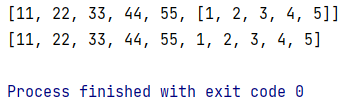 [11, 22, 33, 44, 55, [1, 2, 3, 4, 5]]
[11, 22, 33, 44, 55, 1, 2, 3, 4, 5]
Process finished with exit code 0